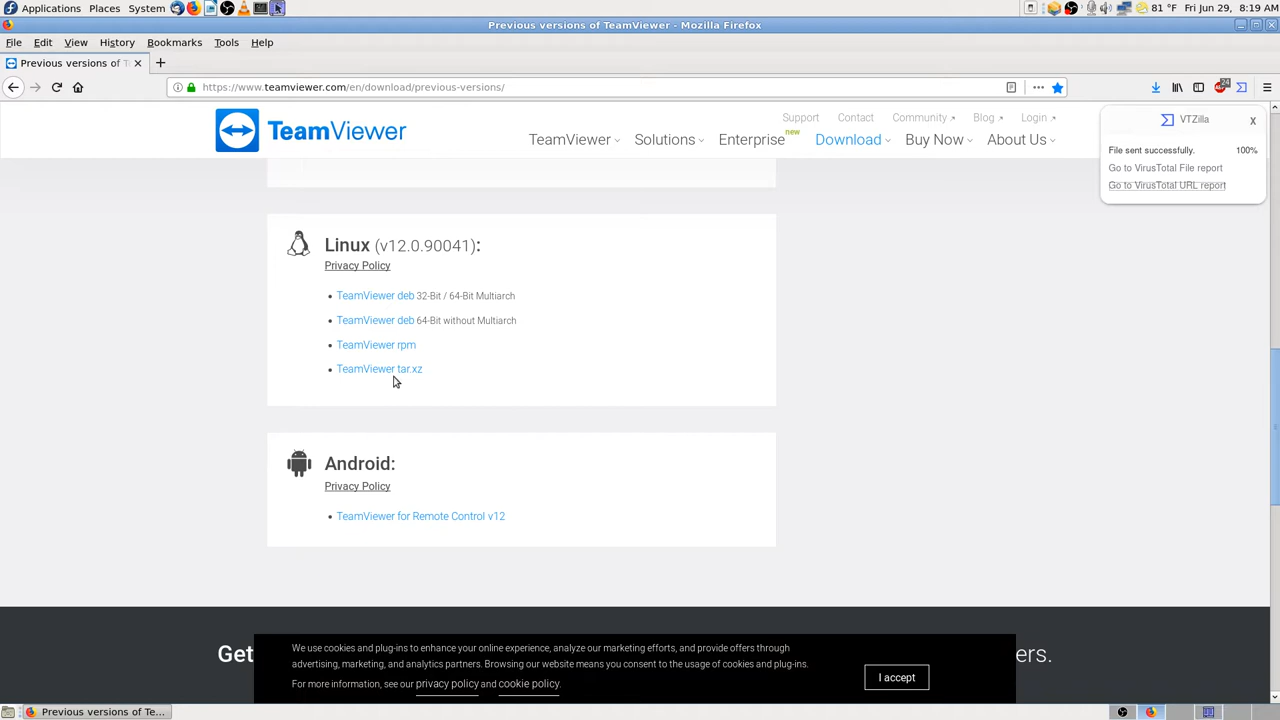 Applications Places System 81 °F Fri Jun 29, 8:19 AM
Previous versions of TeamViewer - Mozilla Firefox
File Edit View History Bookmarks Tools Help
Previous versions of T
https://www.teamviewer.com/en/download/previous-versions/
24
TeamViewer
Support Contact Community Blog Login
TeamViewer Solutions Enterprise new Download Buy Now About Us
VTZilla x
File sent successfully. 100%
Go to VirusTotal File report
Go to VirusTotal URL report
Linux (v12.0.90041):
Privacy Policy
• TeamViewer deb 32-Bit / 64-Bit Multiarch
• TeamViewer deb 64-Bit without Multiarch
• TeamViewer rpm
• TeamViewer tar.xz
Android:
Privacy Policy
• TeamViewer for Remote Control v12
Get ers.
We use cookies and plug-ins to enhance your online experience, analyze our marketing efforts, and provide offers through
advertising, marketing, and analytics partners. Browsing our website means you consent to the usage of cookies and plug-ins.
For more information, see our privacy policy and cookie policy.
I accept
Previous versions of Te...